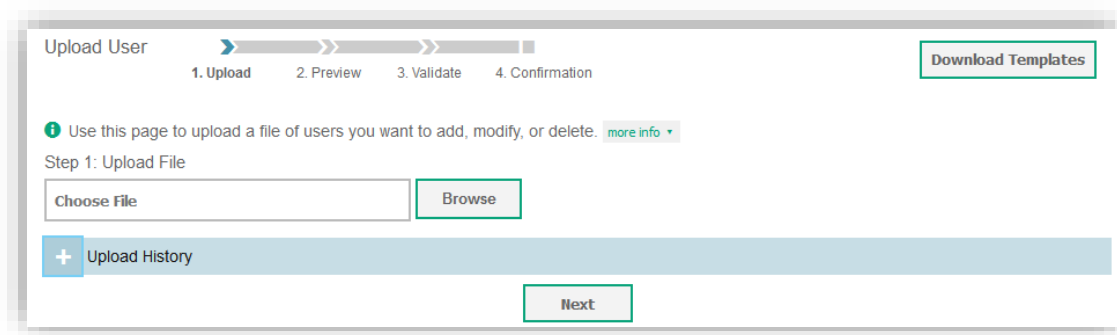 Upload User
1. Upload 2. Preview 3. Validate 4. Confirmation
Download Templates
Use this page to upload a file of users you want to add, modify, or delete. more info
Step 1: Upload File
Choose File Browse
Upload History
Next